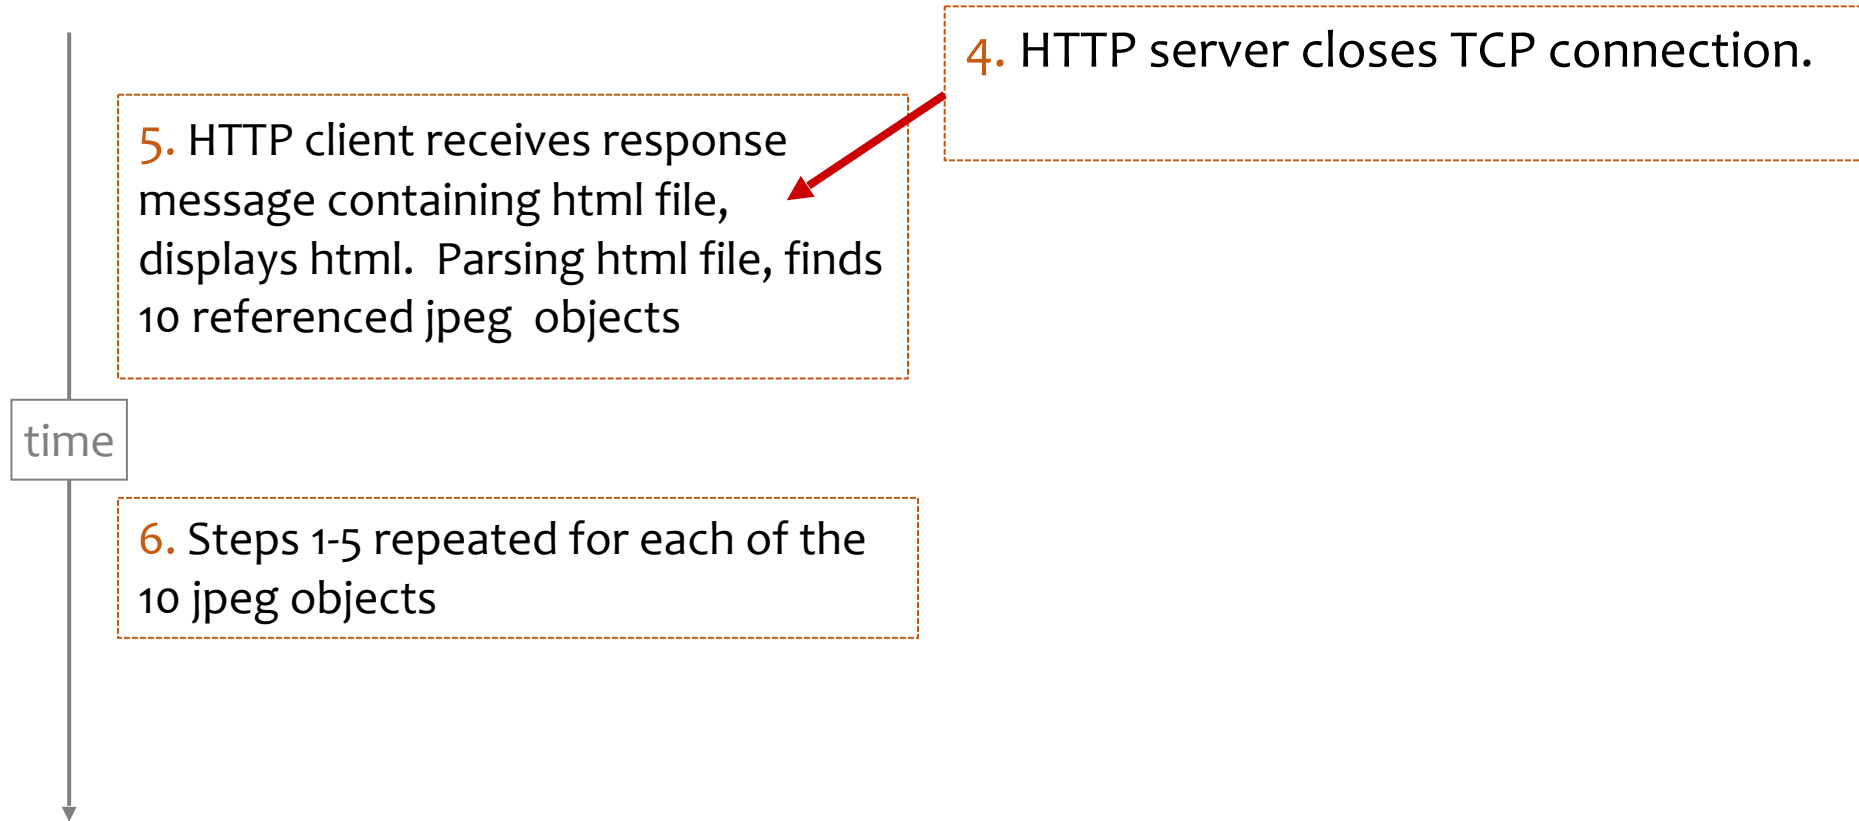 4. HTTP server closes TCP connection.
5. HTTP client receives response
message containing html file,
displays html. Parsing html file, finds
10 referenced jpeg objects
time
6. Steps 1-5 repeated for each of the
10 jpeg objects